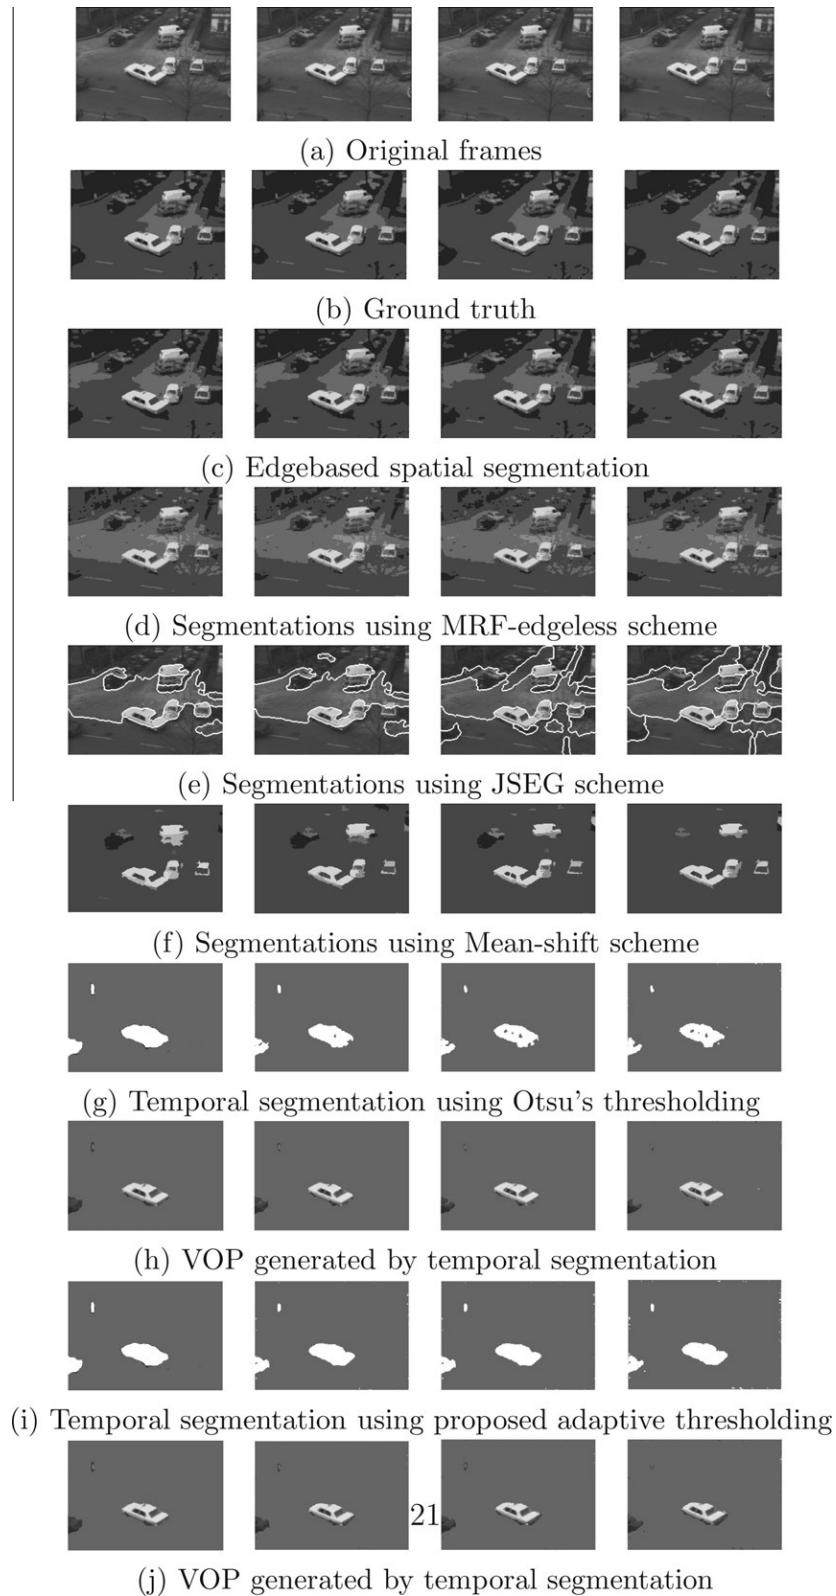 (a) Original frames
(b) Ground truth
(c) Edgebased spatial segmentation
(d) Segmentations using MRF-edgeless scheme
(e) Segmentations using JSEG scheme
(f) Segmentations using Mean-shift scheme
(g) Temporal segmentation using Otsu's thresholding
(h) VOP generated by temporal segmentation
(i) Temporal segmentation using proposed adaptive thresholding
21
(j) VOP generated by temporal segmentation